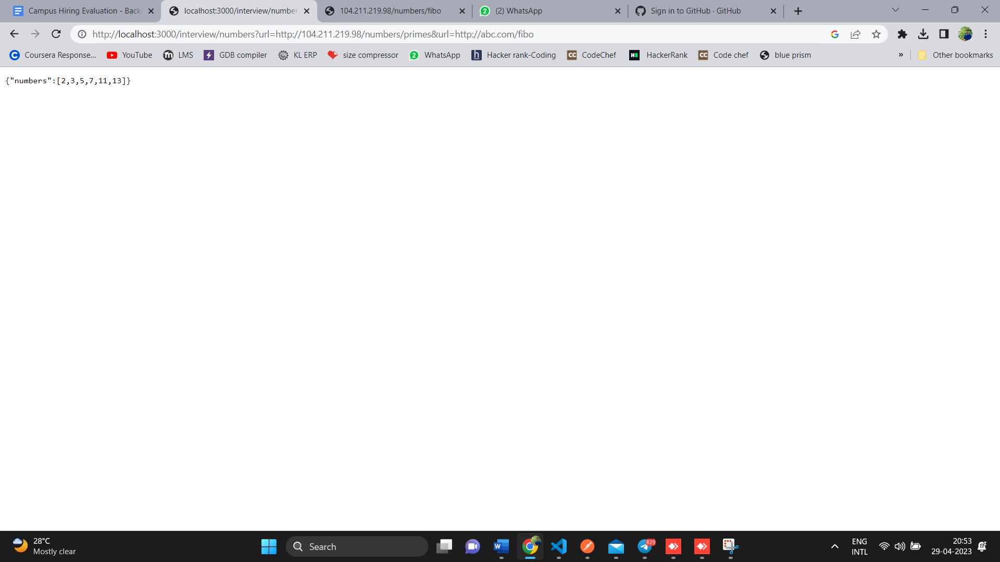 Campus Hiring Evaluation - Back
localhost:3000/interview/number
104.211.219.98/numbers/fibo
(2) WhatsApp
Sign in to GitHub · GitHub
http://localhost:3000/interview/numbers?url=http://104.211.219.98/numbers/primes&url=http://abc.com/fibo
Coursera Response...
YouTube
LMS
GDB compiler
KL ERP
size compressor
WhatsApp
Hacker rank-Coding
CodeChef
HackerRank
Code chef
blue prism
»
Other bookmarks
{"numbers":[2,3,5,7,11,13]}
28°C
Mostly clear
Search
829
ENG
INTL
20:53
29-04-2023